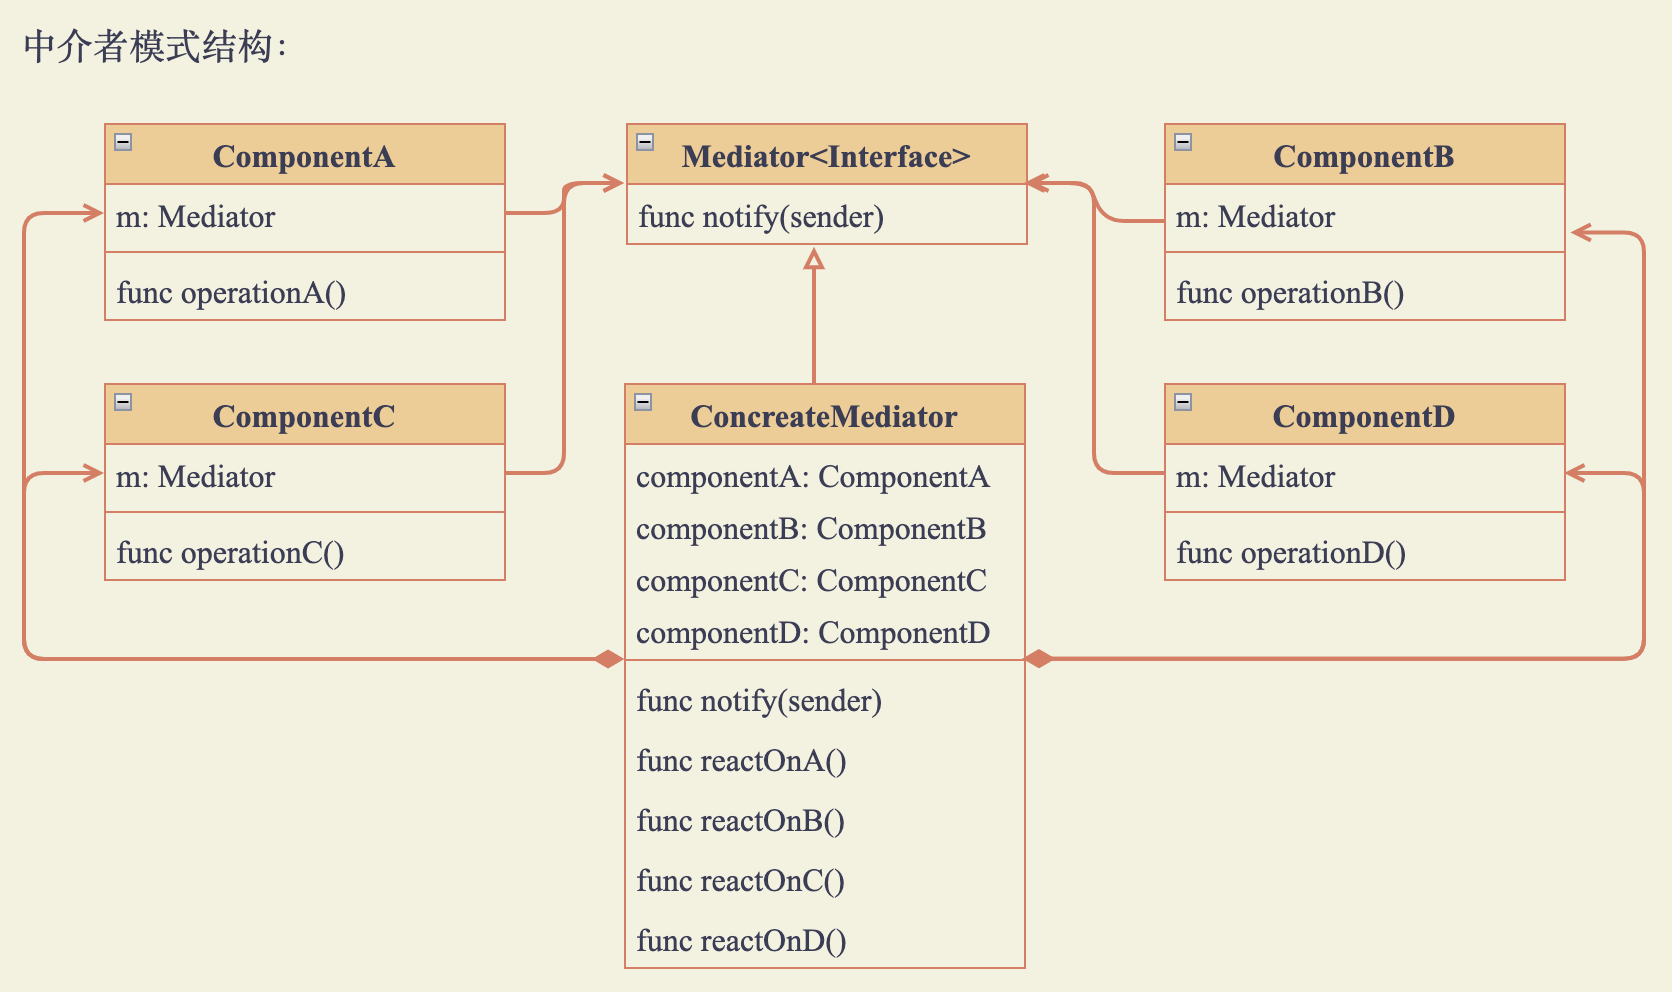 中介者模式结构：
ComponentA
m: Mediator
func operationA()
Mediator<Interface>
func notify(sender)
ComponentB
m: Mediator
func operationB()
ComponentC
m: Mediator
func operationC()
ConcreateMediator
componentA: ComponentA
componentB: ComponentB
componentC: ComponentC
componentD: ComponentD
func notify(sender)
func reactOnA()
func reactOnB()
func reactOnC()
func reactOnD()
ComponentD
m: Mediator
func operationD()